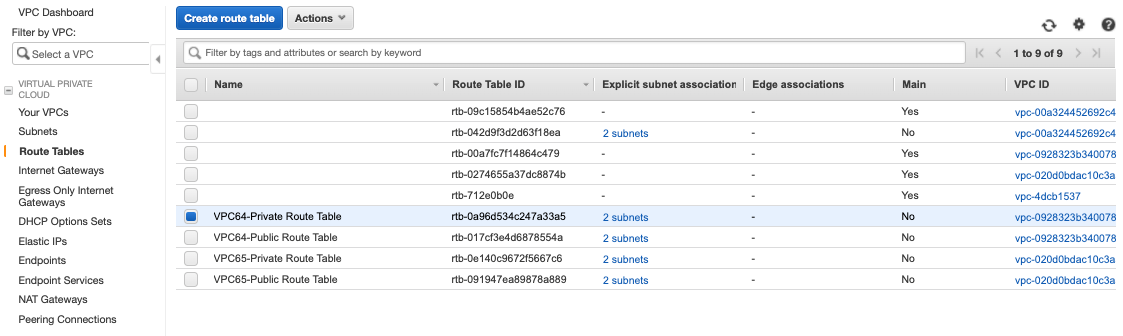 VPC Dashboard
Filter by VPC:
Select a VPC
VIRTUAL PRIVATE
CLOUD
Your VPCs
Subnets
Route Tables
Internet Gateways
Egress Only Internet
Gateways
DHCP Options Sets
Elastic IPs
Endpoints
Endpoint Services
NAT Gateways
Peering Connections
Create route table Actions
Filter by tags and attributes or search by keyword 1 to 9 of 9
Name Route Table ID Explicit subnet association Edge associations Main VPC ID
rtb-09c15854b4ae52c76 - - Yes vpc-00a324452692c4
rtb-042d9f3d2d63f18ea 2 subnets - No vpc-00a324452692c4
rtb-00a7fc7f14864c479 - - Yes vpc-0928323b340078
rtb-0274655a37dc8874b - - Yes vpc-020d0bdac10c3a
rtb-712e0b0e - - Yes vpc-4dcb1537
VPC64-Private Route Table rtb-0a96d534c247a33a5 2 subnets - No vpc-0928323b340078
VPC64-Public Route Table rtb-017cf3e4d6878554a 2 subnets - No vpc-0928323b340078
VPC65-Private Route Table rtb-0e140c9672f5667c6 2 subnets - No vpc-020d0bdac10c3a
VPC65-Public Route Table rtb-091947ea89878a889 2 subnets - No vpc-020d0bdac10c3a